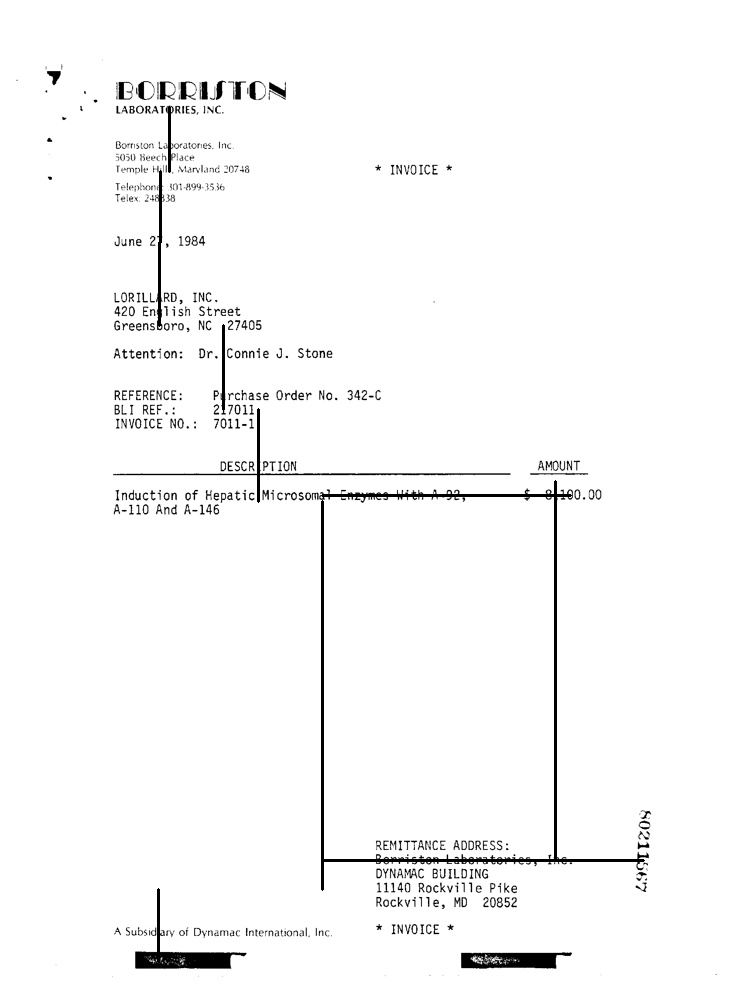 BORRISTON
LABORATORIES, INC.
Borriston Laboratories, Inc.
5050 Beech Place
Temple Hills, Maryland 20748
* INVOICE *
Telephone: 301-899-3536
Telex:
June 1984
LORILLARD, INC.
420 English Street
Greensboro, NC 27405
Attention: Dr. Connie J. Stone
REFERENCE: Purchase Order No. 342-C
BLI REF.:
INVOICE NO.: 7011-1
DESCRIPTION AMOUNT
Induction of Hepatic Microsomal Enzymes With A-92, $ 8,100.00
A-110 And A-146
REMITTANCE ADDRESS:
Borriston Laboratories, Inc.
DYNAMAC BUILDING
11140 Rockville Pike
Rockville, MD 20852
A Subsidiary of Dynamac International, Inc.
* INVOICE *